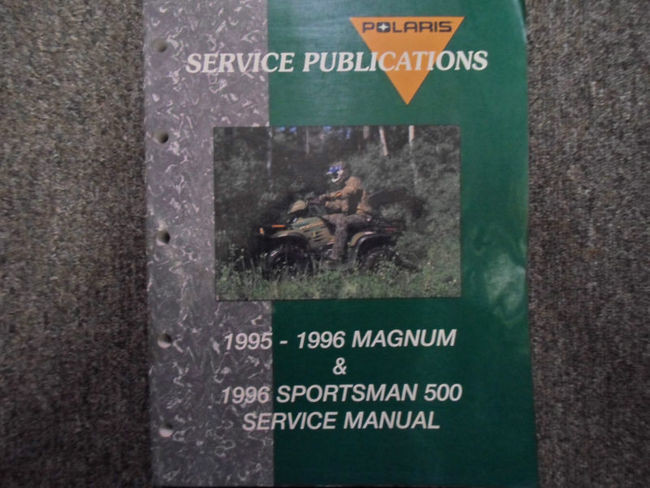 POLARIS
SERVICE PUBLICATIONS
1995 - 1996 MAGNUM
&
1996 SPORTSMAN 500
SERVICE MANUAL